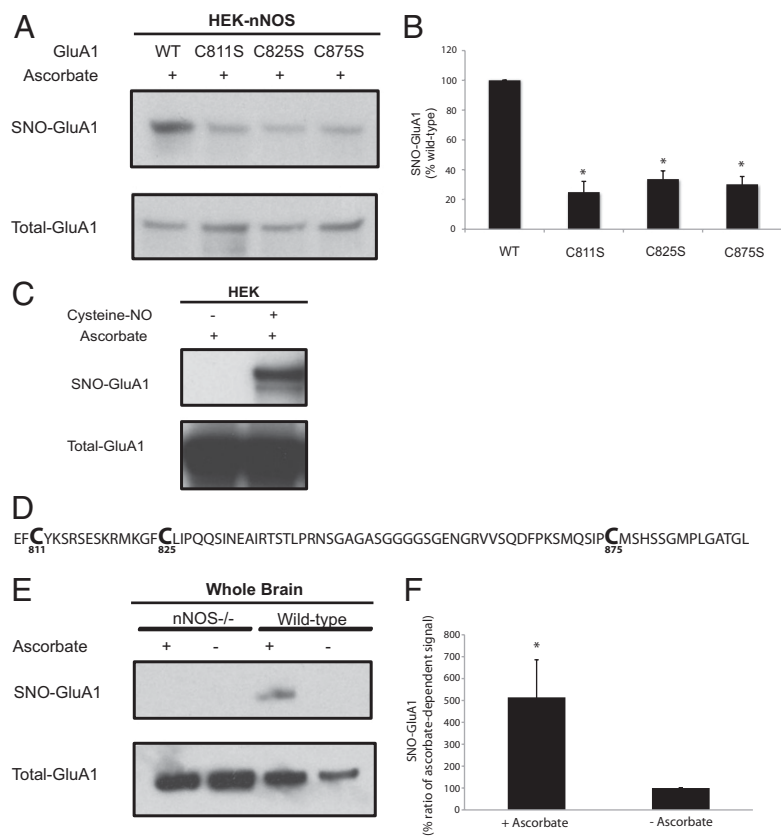 A
HEK-nNOS
GluA1 WT C811S C825S C875S
Ascorbate + + + +
SNO-GluA1
Total-GluA1
B
SNO-GluA1
(% wild-type)
120
100
80
60
40
20
0
* * *
WT C811S C825S C875S
C
HEK
Cysteine-NO - +
Ascorbate + +
SNO-GluA1
Total-GluA1
D
EFCYKSRSESKRMKGFCLIPQQSINEAIRTSTLPRNSGAGASGGGGSGENGRVVSQDFPKSMQSIPCMSHSSGMPLGATGL
811 825 875
E
Whole Brain
nNOS-/- Wild-type
Ascorbate + - + -
SNO-GluA1
Total-GluA1
F
SNO-GluA1
(% ratio of ascorbate-dependent signal)
800
700
600
500
400
300
200
100
0
*
+ Ascorbate - Ascorbate